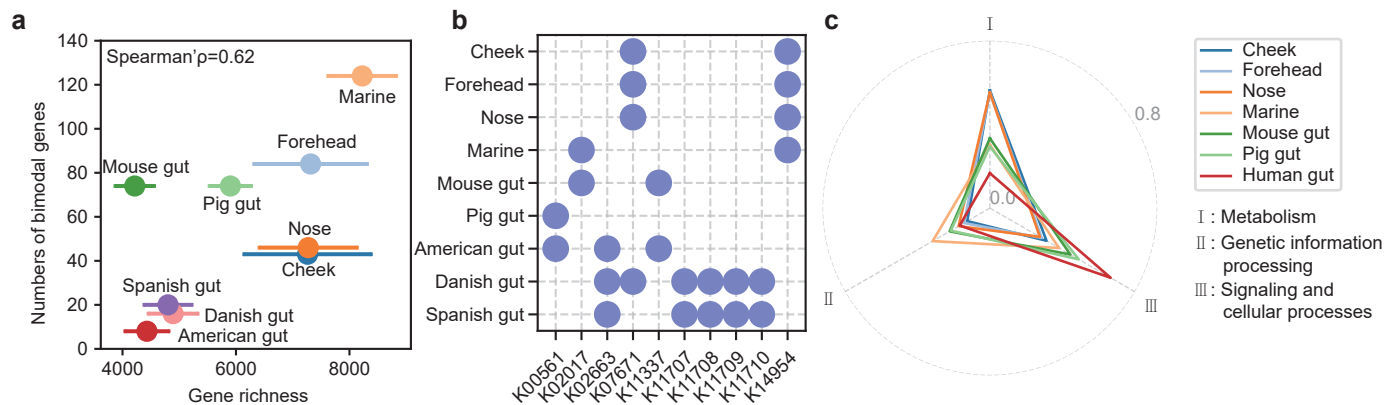 a
Numbers of bimodal genes
140
120
100
80
60
40
20
0
Spearman'ρ=0.62
Marine
Forehead
Mouse gut
Pig gut
Nose
Cheek
Spanish gut
Danish gut
American gut
4000
6000
8000
Gene richness
b
Cheek
Forehead
Nose
Marine
Mouse gut
Pig gut
American gut
Danish gut
Spanish gut
K00561
K02017
K02663
K07671
K11337
K11707
K11708
K11709
K11710
K14954
c
Ⅰ
0.8
0.0
Ⅱ
Ⅲ
Cheek
Forehead
Nose
Marine
Mouse gut
Pig gut
Human gut
Ⅰ : Metabolism
Ⅱ : Genetic information
processing
Ⅲ : Signaling and
cellular processes